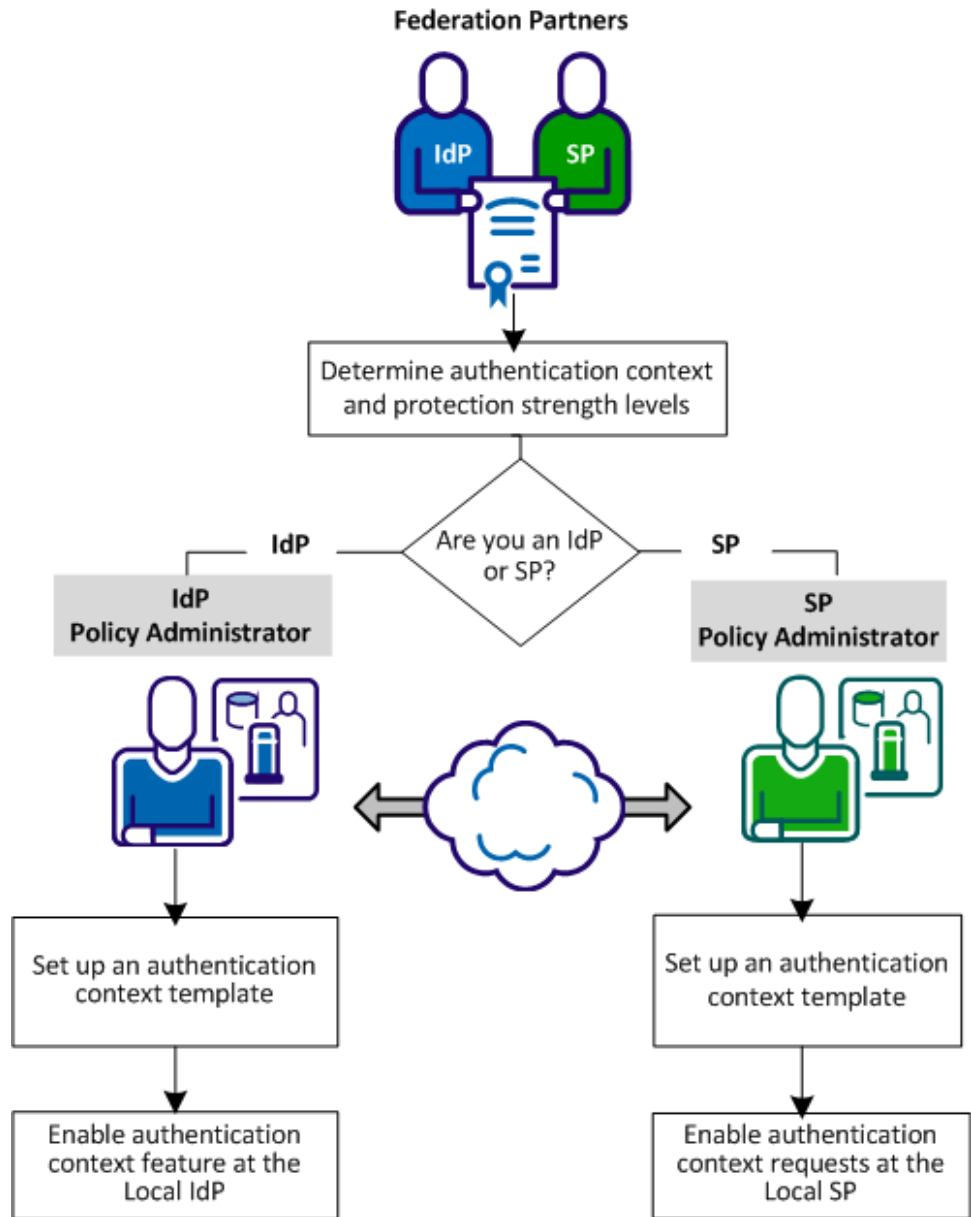 Federation Partners
IdP
SP
Determine authentication context
and protection strength levels
Are you an IdP
or SP?
IdP
SP
IdP
Policy Administrator
SP
Policy Administrator
Set up an authentication
context template
Set up an authentication
context template
Enable authentication
context feature at the
Local IdP
Enable authentication
context requests at the
Local SP